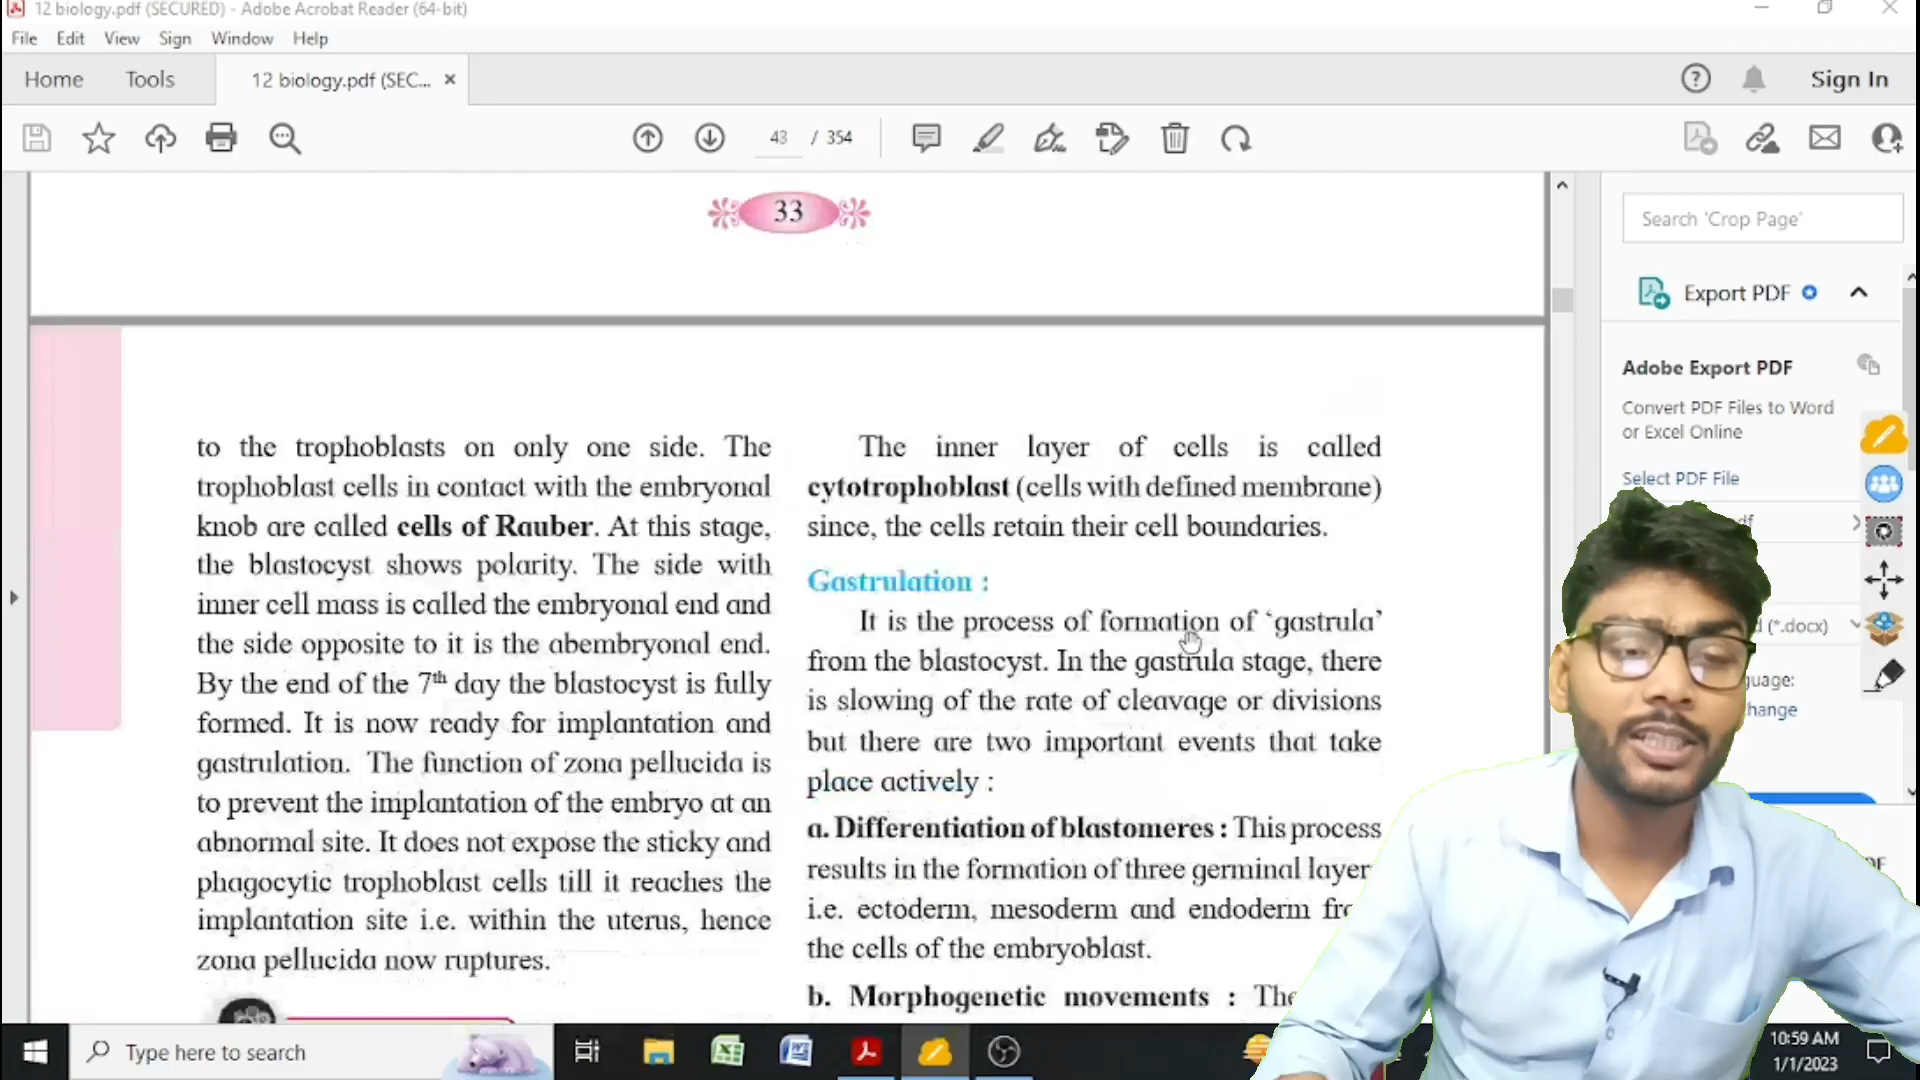 12 biology.pdf (SECURED) - Adobe Acrobat Reader (64-bit)
File Edit View Sign Window Help
Home Tools 12 biology.pdf (SEC... × Sign In
43 / 354
33
Search 'Crop Page'
Export PDF
Adobe Export PDF
Convert PDF Files to Word
or Excel Online
Select PDF File
df
d (*.docx)
guage:
hange
to the trophoblasts on only one side. The
trophoblast cells in contact with the embryonal
knob are called cells of Rauber. At this stage,
the blastocyst shows polarity. The side with
inner cell mass is called the embryonal end and
the side opposite to it is the abembryonal end.
By the end of the 7th day the blastocyst is fully
formed. It is now ready for implantation and
gastrulation. The function of zona pellucida is
to prevent the implantation of the embryo at an
abnormal site. It does not expose the sticky and
phagocytic trophoblast cells till it reaches the
implantation site i.e. within the uterus, hence
zona pellucida now ruptures.
The inner layer of cells is called
cytotrophoblast (cells with defined membrane)
since, the cells retain their cell boundaries.
Gastrulation :
It is the process of formation of ‘gastrula’
from the blastocyst. In the gastrula stage, there
is slowing of the rate of cleavage or divisions
but there are two important events that take
place actively :
a. Differentiation of blastomeres : This process
results in the formation of three germinal layer
i.e. ectoderm, mesoderm and endoderm fr
the cells of the embryoblast.
b. Morphogenetic movements : The
Type here to search
10:59 AM
1/1/2023